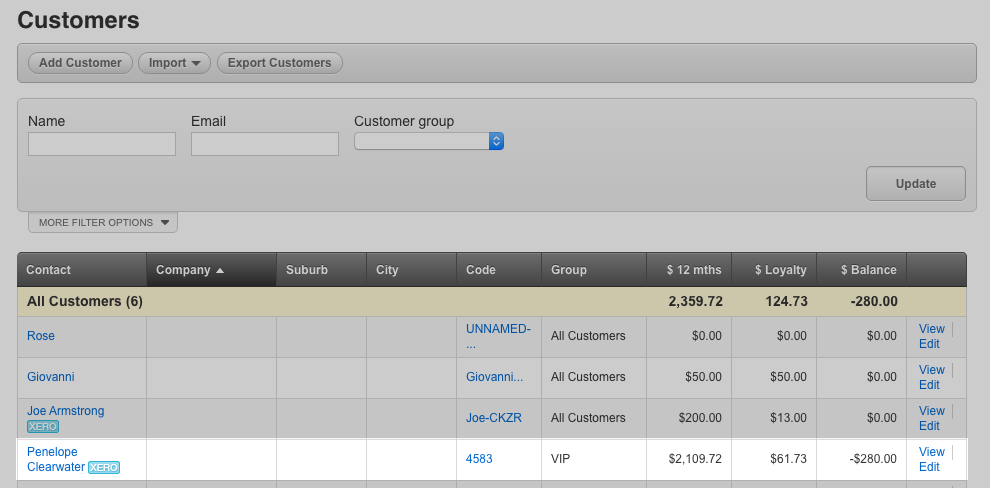 Customers
Add Customer Import Export Customers
Name Email Customer group
Update
MORE FILTER OPTIONS
Contact Company Suburb City Code Group $ 12 mths $ Loyalty $ Balance
All Customers (6) 2,359.72 124.73 -280.00
Rose UNNAMED-... All Customers $0.00 $0.00 $0.00 View Edit
Giovanni Giovanni... All Customers $50.00 $50.00 $0.00 View Edit
Joe Armstrong XERO Joe-CKZR All Customers $200.00 $13.00 $0.00 View Edit
Penelope Clearwater XERO 4583 VIP $2,109.72 $61.73 -$280.00 View Edit